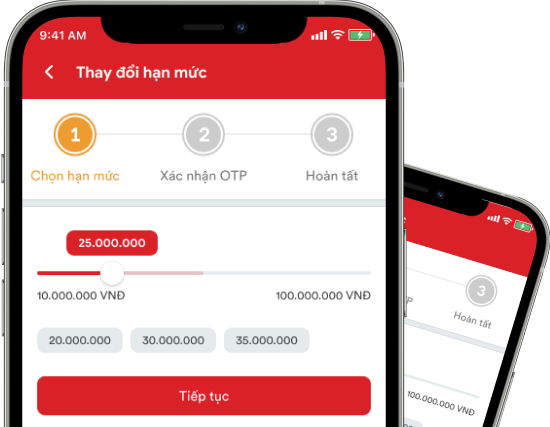 9:41 AM
Thay đổi hạn mức
1
2
3
Chọn hạn mức
Xác nhận OTP
Hoàn tất
25.000.000
10.000.000 VNĐ
100.000.000 VNĐ
20.000.000
30.000.000
35.000.000
Tiếp tục
3
Hoàn tất
100.000.000 VNĐ